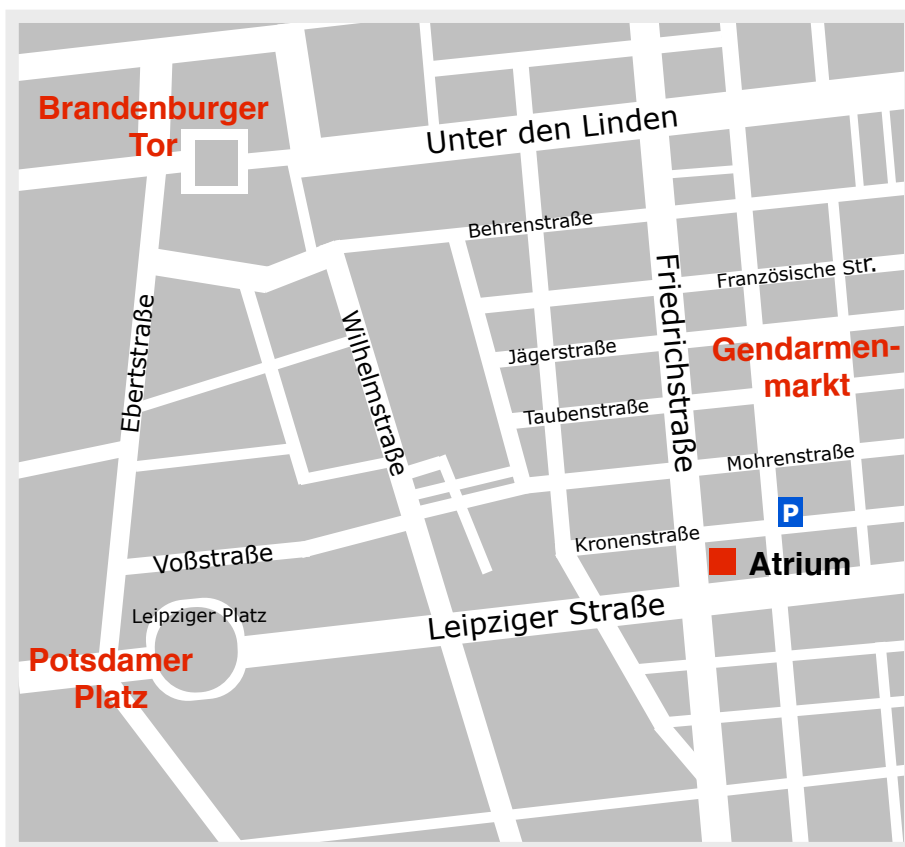 Brandenburger
Tor
Unter den Linden
Behrenstraße
Französische Str.
Friedrichstraße
Ebertstraße
Wilhelmstraße
Jägerstraße
Gendarmen-
markt
Taubenstraße
Mohrenstraße
P
Kronenstraße
Atrium
Voßstraße
Leipziger Platz
Leipziger Straße
Potsdamer
Platz